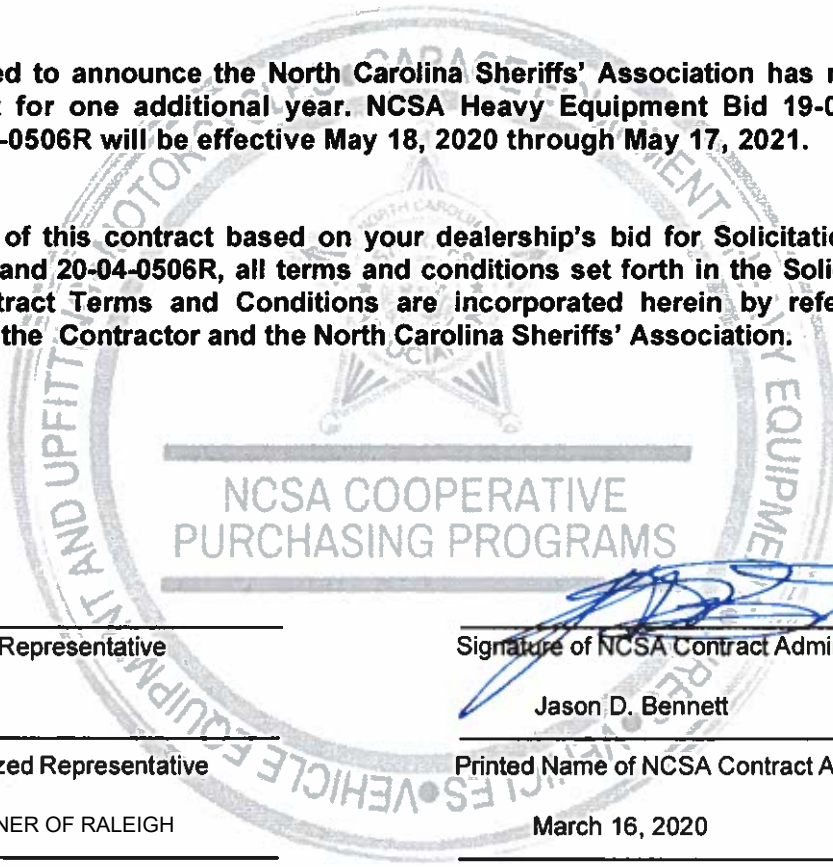 ed to announce the North Carolina Sheriffs' Association has
for one additional year. NCSA Heavy Equipment Bid 19-0
-0506R will be effective May 18, 2020 through May 17, 2021.
of this contract based on your dealership's bid for
and 20-04-0506R, all terms and conditions set forth in the
tract Terms and Conditions are incorporated herein by
the Contractor and the North Carolina Sheriffs' Association.
NCSA COOPERATIVE
PURCHASING PROGRAMS
Representative
Signature of NCSA Contract
Jason D. Bennett
zed Representative
Printed Name of NCSA Contract
NER OF RALEIGH
March 16, 2020